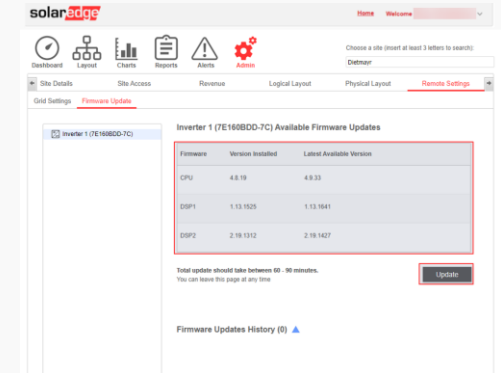 solaredge
Home Welcome
Dashboard Layout Charts Reports Alerts Admin
Choose a site (insert at least 3 letters to search):
Dietmayr
Site Details Site Access Revenue Logical Layout Physical Layout Remote Settings
Grid Settings Firmware Update
Inverter 1 (7E160BDD-7C)
Inverter 1 (7E160BDD-7C) Available Firmware Updates
Firmware Version Installed Latest Available Version
CPU 4.8.19 4.9.33
DSP1 1.13.1525 1.13.1641
DSP2 2.19.1312 2.19.1427
Total update should take between 60 - 90 minutes.
You can leave this page at any time
Update
Firmware Updates History (0)